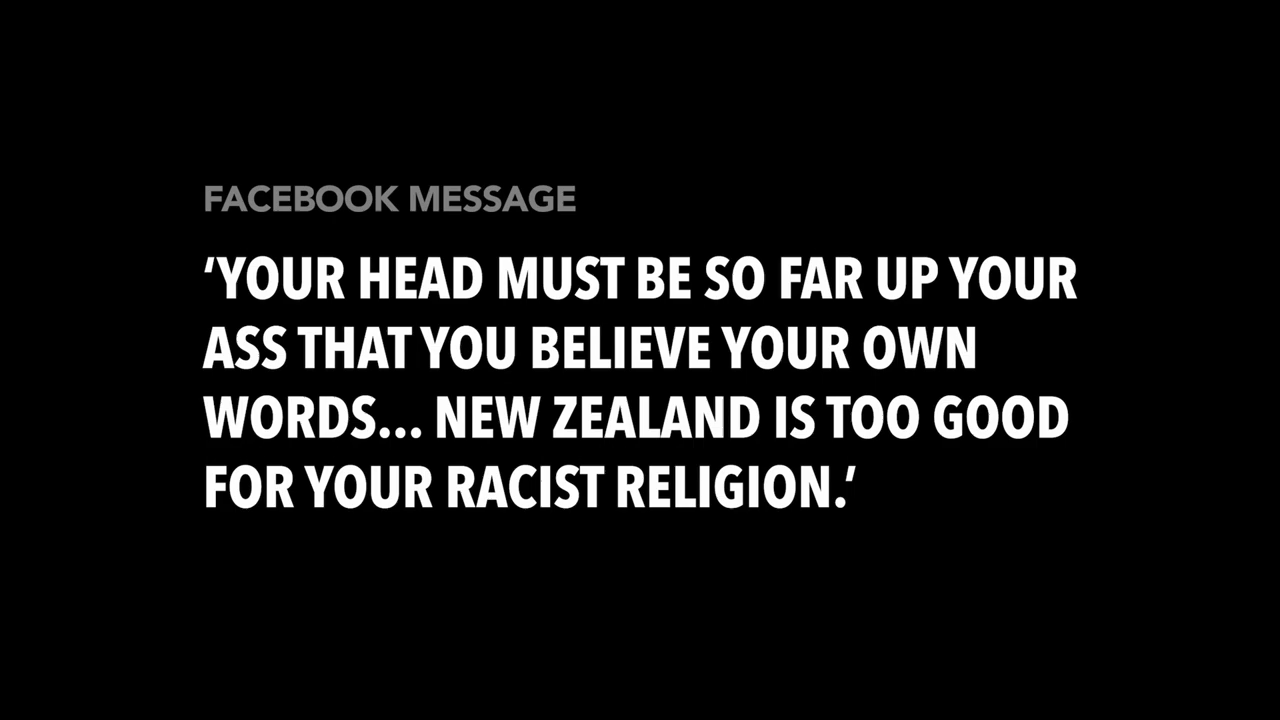 FACEBOOK MESSAGE
‘YOUR HEAD MUST BE SO FAR UP YOUR
ASS THAT YOU BELIEVE YOUR OWN
WORDS... NEW ZEALAND IS TOO GOOD
FOR YOUR RACIST RELIGION.’